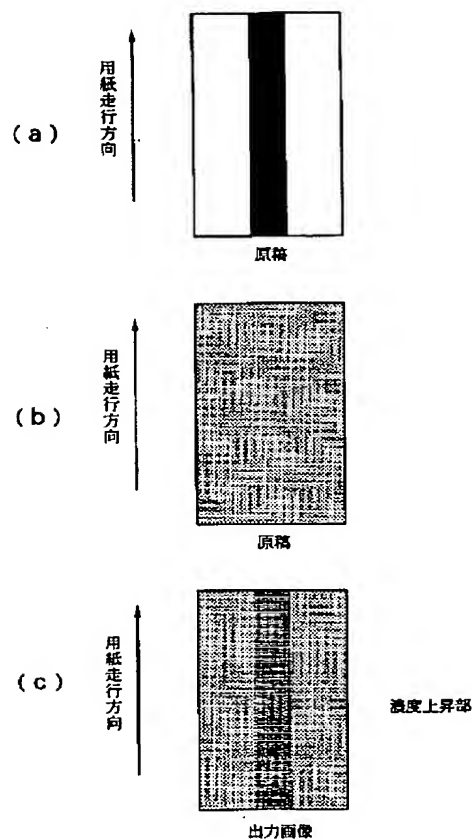 (a)
用紙走行方向
原稿
(b)
用紙走行方向
原稿
(c)
用紙走行方向
濃度上昇部
出力画像